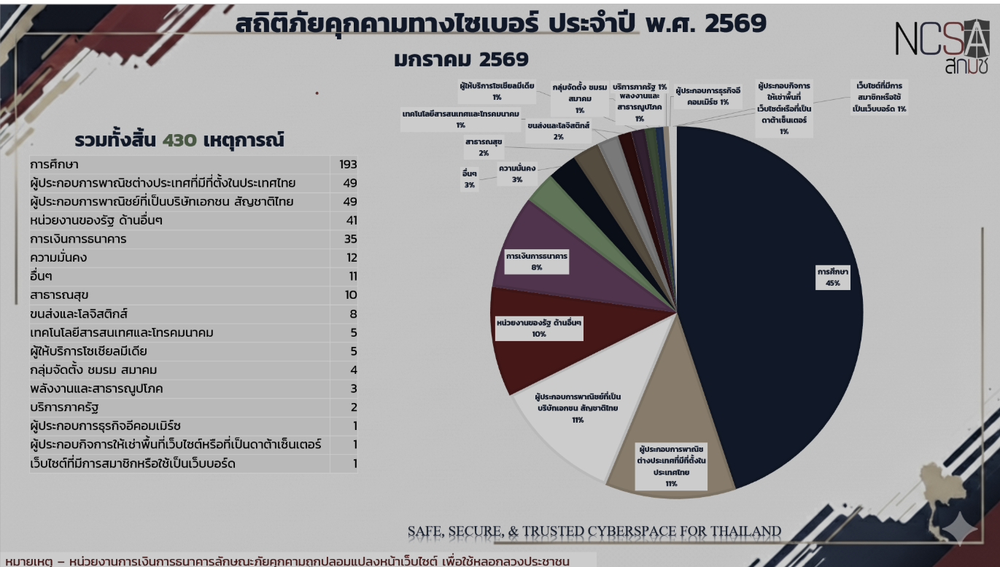 สถิติภัยคุกคามทางไซเบอร์ ประจำปี พ.ศ. 2569
มกราคม 2569
NCSA
สกมช
รวมทั้งสิ้น 430 เหตุการณ์
การศึกษา 193
ผู้ประกอบการพาณิชต่างประเทศที่มีที่ตั้งในประเทศไทย 49
ผู้ประกอบการพาณิชย์ที่เป็นบริษัทเอกชน สัญชาติไทย 49
หน่วยงานของรัฐ ด้านอื่นๆ 41
การเงินการธนาคาร 35
ความมั่นคง 12
อื่นๆ 11
สาธารณสุข 10
ขนส่งและโลจิสติกส์ 8
เทคโนโลยีสารสนเทศและโทรคมนาคม 5
ผู้ให้บริการโซเชียลมีเดีย 5
กลุ่มจัดตั้ง ชมรม สมาคม 4
พลังงานและสาธารณูปโภค 3
บริการภาครัฐ 2
ผู้ประกอบการธุรกิจอีคอมเมิร์ซ 1
ผู้ประกอบกิจการให้เช่าพื้นที่เว็บไซต์หรือที่เป็นดาต้าเซ็นเตอร์ 1
เว็บไซต์ที่มีการสมาชิกหรือใช้เป็นเว็บบอร์ด 1
ผู้ให้บริการโซเชียลมีเดีย
1%
กลุ่มจัดตั้ง ชมรม
สมาคม
1%
บริการภาครัฐ 1%
พลังงานและ
สาธารณูปโภค
1%
ผู้ประกอบการธุรกิจอี
คอมเมิร์ซ 1%
ผู้ประกอบกิจการ
ให้เช่าพื้นที่
เว็บไซต์หรือที่เป็น
ดาต้าเซ็นเตอร์
1%
เว็บไซต์ที่มีการ
สมาชิกหรือใช้
เป็นเว็บบอร์ด 1%
เทคโนโลยีสารสนเทศและโทรคมนาคม
1%
ขนส่งและโลจิสติกส์
2%
สาธารณสุข
2%
ความมั่นคง
3%
อื่นๆ
3%
การเงินการธนาคาร
8%
การศึกษา
45%
หน่วยงานของรัฐ ด้านอื่นๆ
10%
ผู้ประกอบการพาณิชย์ที่เป็น
บริษัทเอกชน สัญชาติไทย
11%
ผู้ประกอบการพาณิช
ต่างประเทศที่มีที่ตั้งใน
ประเทศไทย
11%
SAFE, SECURE, & TRUSTED CYBERSPACE FOR THAILAND
หมายเหตุ – หน่วยงานการเงินการธนาคารลักษณะภัยคุกคามถูกปลอมแปลงหน้าเว็บไซต์ เพื่อใช้หลอกลวงประชาชน